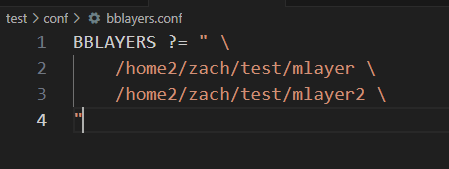 test > conf > bblayers.conf
1 BBLAYERS ?= " \
2     /home2/zach/test/mlayer \
3     /home2/zach/test/mlayer2 \
4 "